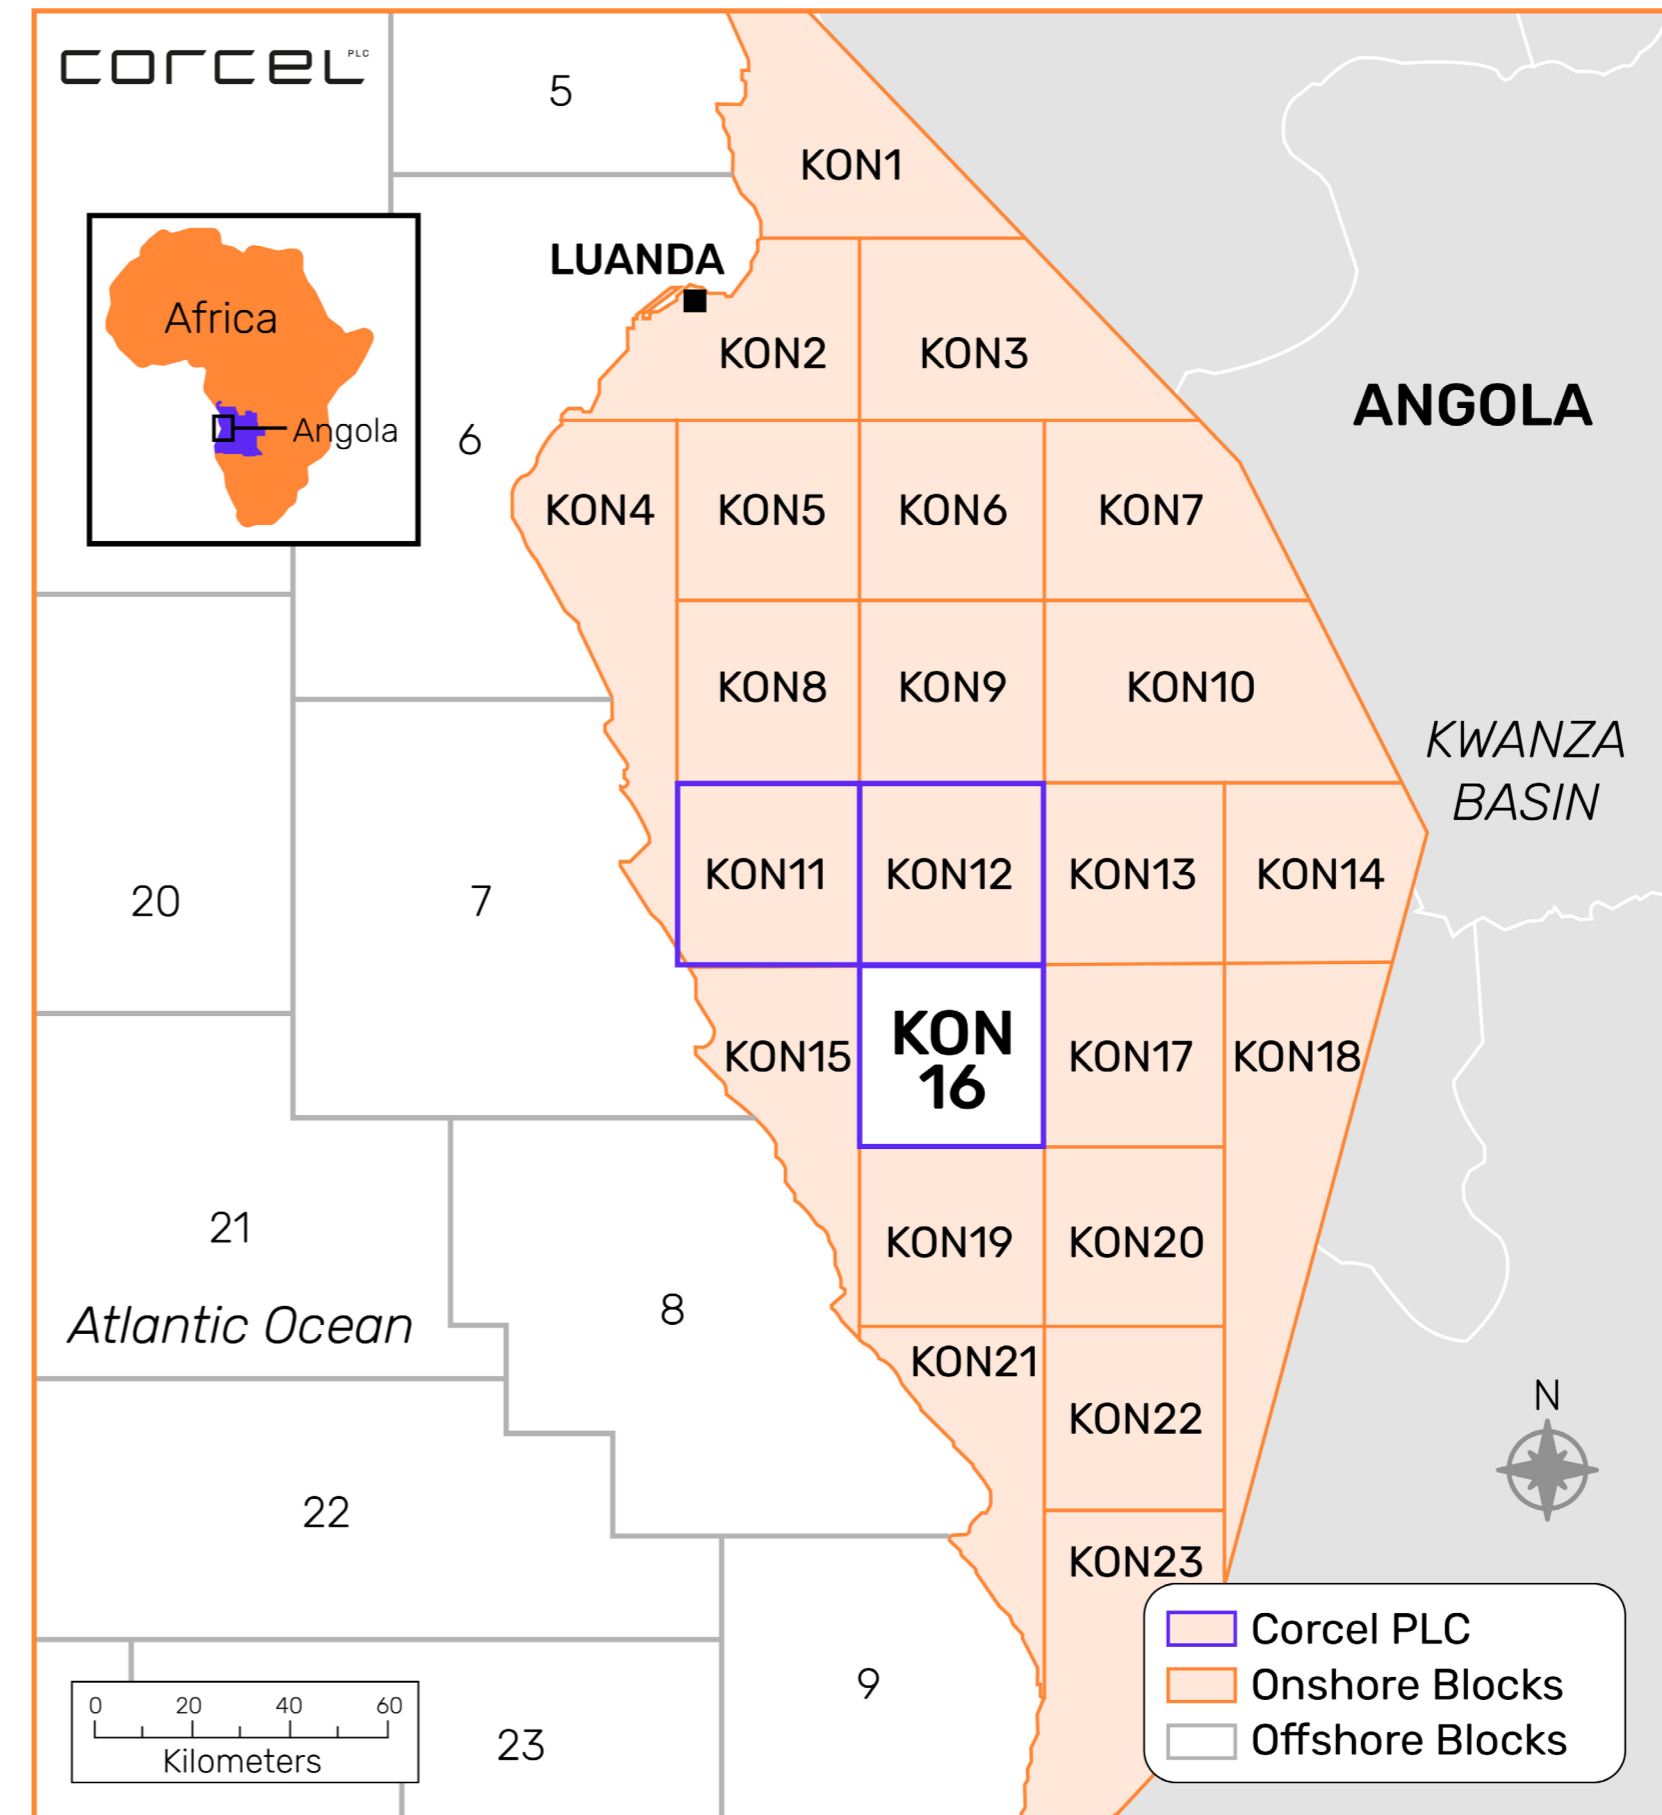 corcel PLC
5
KON1
LUANDA
Africa
KON2
KON3
ANGOLA
Angola
6
KON4
KON5
KON6
KON7
KON8
KON9
KON10
KWANZA
BASIN
20
7
KON11
KON12
KON13
KON14
KON15
KON
16
KON17
KON18
21
KON19
KON20
Atlantic Ocean
8
KON21
KON22
N
22
KON23
9
23
0 20 40 60
Kilometers
Corcel PLC
Onshore Blocks
Offshore Blocks